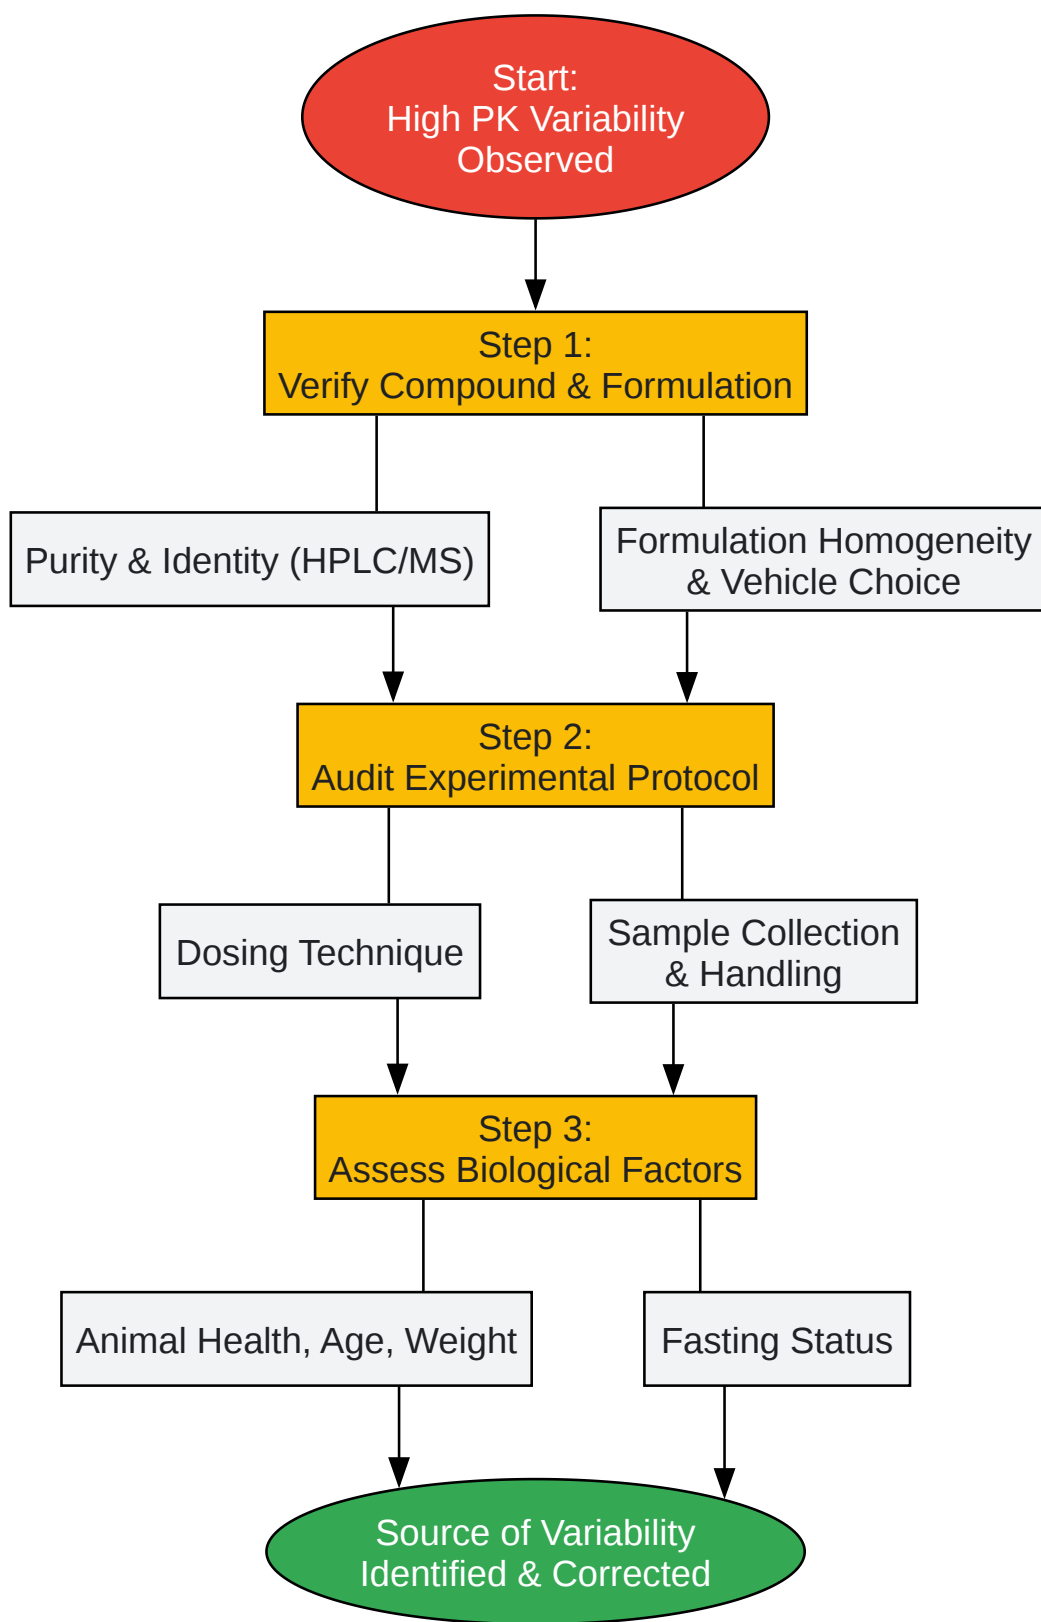 Start:
High PK Variability
Observed
Step 1:
Verify Compound & Formulation
Purity & Identity (HPLC/MS)
Formulation Homogeneity
& Vehicle Choice
Step 2:
Audit Experimental Protocol
Dosing Technique
Sample Collection
& Handling
Step 3:
Assess Biological Factors
Animal Health, Age, Weight
Fasting Status
Source of Variability
Identified & Corrected